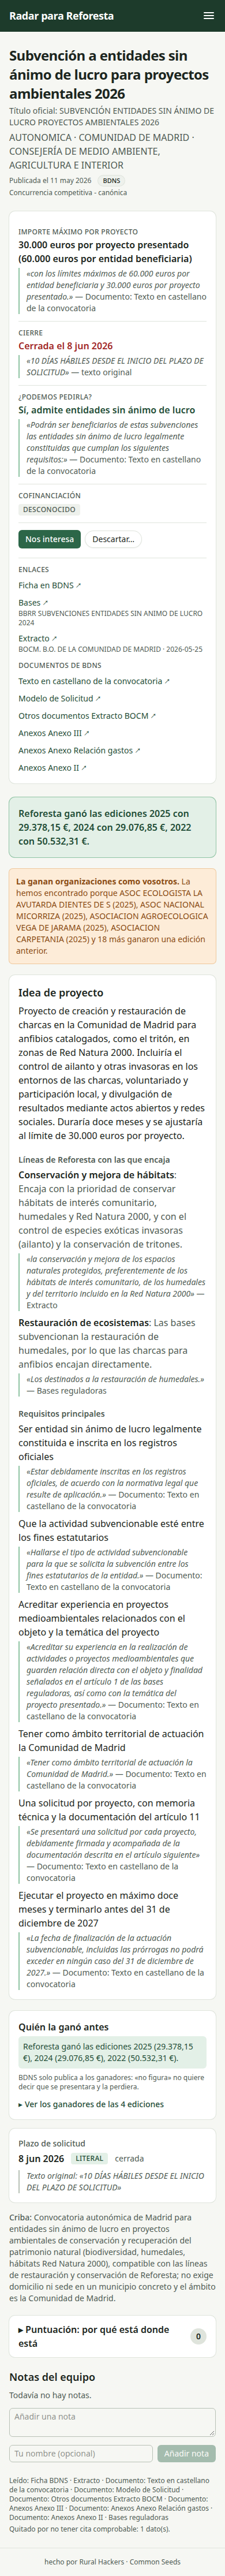 Radar para Reforesta
Subvención a entidades sin
ánimo de lucro para proyectos
ambientales 2026
Título oficial: SUBVENCIÓN ENTIDADES SIN ÁNIMO DE
LUCRO PROYECTOS AMBIENTALES 2026
AUTONOMICA · COMUNIDAD DE MADRID ·
CONSEJERÍA DE MEDIO AMBIENTE,
AGRICULTURA E INTERIOR
Publicada el 11 may 2026 BDNS
Concurrencia competitiva - canónica
IMPORTE MÁXIMO POR PROYECTO
30.000 euros por proyecto presentado
(60.000 euros por entidad beneficiaria)
«con los límites máximos de 60.000 euros por
entidad beneficiaria y 30.000 euros por proyecto
presentado.» — Documento: Texto en castellano
de la convocatoria
CIERRE
Cerrada el 8 jun 2026
«10 DÍAS HÁBILES DESDE EL INICIO DEL PLAZO DE
SOLICITUD» — texto original
¿PODEMOS PEDIRLA?
Sí, admite entidades sin ánimo de lucro
«Podrán ser beneficiarios de estas subvenciones
las entidades sin ánimo de lucro legalmente
constituidas que cumplan los siguientes
requisitos:» — Documento: Texto en castellano
de la convocatoria
COFINANCIACIÓN
DESCONOCIDO
Nos interesa Descartar...
ENLACES
Ficha en BDNS ↗
Bases ↗
BBRR SUBVENCIONES ENTIDADES SIN ANIMO DE LUCRO
2024
Extracto ↗
BOCM. B.O. DE LA COMUNIDAD DE MADRID · 2026-05-25
DOCUMENTOS DE BDNS
Texto en castellano de la convocatoria ↗
Modelo de Solicitud ↗
Otros documentos Extracto BOCM ↗
Anexos Anexo III ↗
Anexos Anexo Relación gastos ↗
Anexos Anexo II ↗
Reforesta ganó las ediciones 2025 con
29.378,15 €, 2024 con 29.076,85 €, 2022
con 50.532,31 €.
La ganan organizaciones como vosotros. La
hemos encontrado porque ASOC ECOLOGISTA LA
AVUTARDA DIENTES DE S (2025), ASOC NACIONAL
MICORRIZA (2025), ASOCIACION AGROECOLOGICA
VEGA DE JARAMA (2025), ASOCIACION
CARPETANIA (2025) y 18 más ganaron una edición
anterior.
Idea de proyecto
Proyecto de creación y restauración de
charcas en la Comunidad de Madrid para
anfibios catalogados, como el tritón, en
zonas de Red Natura 2000. Incluiría el
control de ailanto y otras invasoras en los
entornos de las charcas, voluntariado y
participación local, y divulgación de
resultados mediante actos abiertos y redes
sociales. Duraría doce meses y se ajustaría
al límite de 30.000 euros por proyecto.
Líneas de Reforesta con las que encaja
Conservación y mejora de hábitats:
Encaja con la prioridad de conservar
hábitats de interés comunitario,
humedales y Red Natura 2000, y con el
control de especies exóticas invasoras
(ailanto) y la conservación de tritones.
«la conservación y mejora de los espacios
naturales protegidos, preferentemente de los
hábitats de interés comunitario, de los humedales
y del territorio incluido en la Red Natura 2000» —
Extracto
Restauración de ecosistemas: Las bases
subvencionan la restauración de
humedales, por lo que las charcas para
anfibios encajan directamente.
«Los destinados a la restauración de humedales.»
— Bases reguladoras
Requisitos principales
Ser entidad sin ánimo de lucro legalmente
constituida e inscrita en los registros
oficiales
«Estar debidamente inscritas en los registros
oficiales, de acuerdo con la normativa legal que
resulte de aplicación.» — Documento: Texto en
castellano de la convocatoria
Que la actividad subvencionable esté entre
los fines estatutarios
«Hallarse el tipo de actividad subvencionable
para la que se solicita la subvención entre los
fines estatutarios de la entidad.» — Documento:
Texto en castellano de la convocatoria
Acreditar experiencia en proyectos
medioambientales relacionados con el
objeto y la temática del proyecto
«Acreditar su experiencia en la realización de
actividades o proyectos medioambientales que
guarden relación directa con el objeto y finalidad
señalados en el artículo 1 de las bases
reguladoras, así como con la temática del
proyecto presentado.» — Documento: Texto en
castellano de la convocatoria
Tener como ámbito territorial de actuación
la Comunidad de Madrid
«Tener como ámbito territorial de actuación la
Comunidad de Madrid.» — Documento: Texto en
castellano de la convocatoria
Una solicitud por proyecto, con memoria
técnica y la documentación del artículo 11
«Se presentará una solicitud por cada proyecto,
debidamente firmada y acompañada de la
documentación descrita en el artículo siguiente»
— Documento: Texto en castellano de la
convocatoria
Ejecutar el proyecto en máximo doce
meses y terminarlo antes del 31 de
diciembre de 2027
«La fecha de finalización de la actuación
subvencionable, incluidas las prórrogas no podrá
exceder en ningún caso del 31 de diciembre de
2027.» — Documento: Texto en castellano de la
convocatoria
Quién la ganó antes
Reforesta ganó las ediciones 2025 (29.378,15
€), 2024 (29.076,85 €), 2022 (50.532,31 €).
BDNS solo publica a los ganadores: «no figura» no quiere
decir que se presentara y la perdiera.
▸ Ver los ganadores de las 4 ediciones
Plazo de solicitud
8 jun 2026 LITERAL cerrada
Texto original: «10 DÍAS HÁBILES DESDE EL INICIO
DEL PLAZO DE SOLICITUD»
Criba: Convocatoria autonómica de Madrid para
entidades sin ánimo de lucro en proyectos
ambientales de conservación y recuperación del
patrimonio natural (biodiversidad, humedales,
hábitats Red Natura 2000), compatible con las líneas
de restauración y conservación de Reforesta; no exige
domicilio ni sede en un municipio concreto y el ámbito
es la Comunidad de Madrid.
▸ Puntuación: por qué está donde
está
0
Notas del equipo
Todavía no hay notas.
Añadir una nota
Tu nombre (opcional) Añadir nota
Leído: Ficha BDNS · Extracto · Documento: Texto en castellano
de la convocatoria · Documento: Modelo de Solicitud ·
Documento: Otros documentos Extracto BOCM · Documento:
Anexos Anexo III · Documento: Anexos Anexo Relación gastos ·
Documento: Anexos Anexo II · Bases reguladoras
Quitado por no tener cita comprobable: 1 dato(s).
hecho por Rural Hackers · Common Seeds